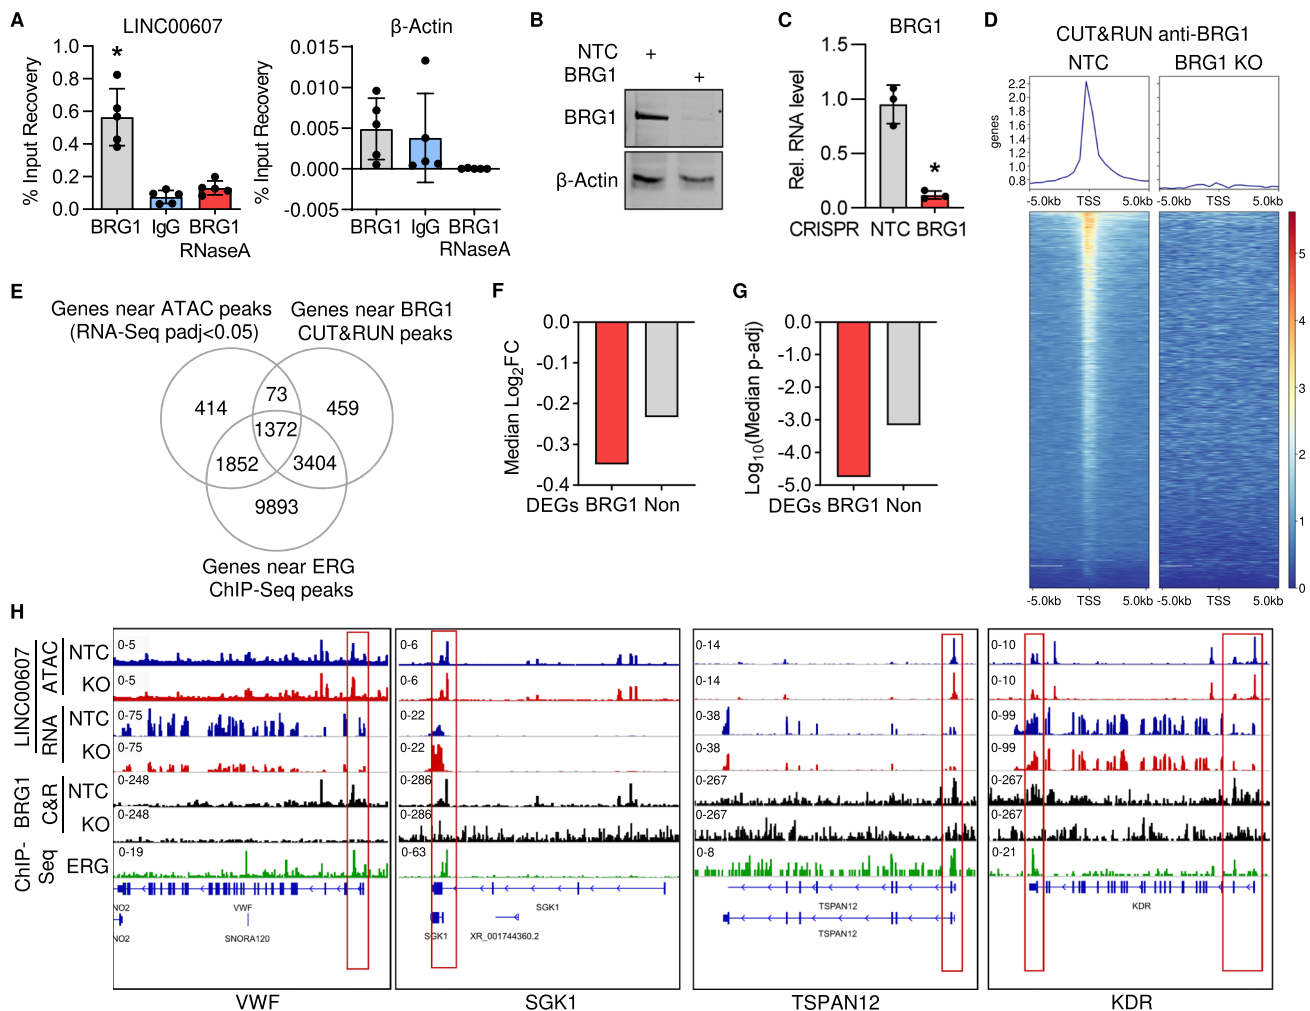 A
LINC00607
% Input Recovery
1.0
0.8
0.6
0.4
0.2
0.0
*
BRG1 IgG BRG1
RNaseA
β-Actin
% Input Recovery
0.015
0.010
0.005
0.000
-0.005
BRG1 IgG BRG1
RNaseA
B
NTC +
BRG1 +
BRG1
β-Actin
C
BRG1
Rel. RNA level
1.5
1.0
0.5
0.0
*
CRISPR NTC BRG1
D
CUT&RUN anti-BRG1
NTC BRG1 KO
genes
2.2
2.0
1.8
1.6
1.4
1.2
1.0
0.8
-5.0kb TSS 5.0kb -5.0kb TSS 5.0kb
5
4
3
2
1
0
-5.0kb TSS 5.0kb -5.0kb TSS 5.0kb
E
Genes near ATAC peaks
(RNA-Seq padj<0.05)
Genes near BRG1
CUT&RUN peaks
414 73 459
1372
1852 3404
9893
Genes near ERG
ChIP-Seq peaks
F
Median Log2FC
0.0
-0.1
-0.2
-0.3
-0.4
DEGs BRG1 Non
G
Log10(Median p-adj)
0.0
-1.0
-2.0
-3.0
-4.0
-5.0
DEGs BRG1 Non
H
LINC00607
ATAC
NTC
KO
RNA
NTC
KO
BRG1
C&R
NTC
KO
ChIP-
Seq
ERG
0-5
0-5
0-75
0-75
0-248
0-248
0-19
NO2
VWF
NO2
SNORA120
VWF
0-6
0-6
0-22
0-22
0-286
0-286
0-63
SGK1
SGK1
XR_001744360.2
SGK1
0-14
0-14
0-38
0-38
0-267
0-267
0-8
TSPAN12
TSPAN12
TSPAN12
0-10
0-10
0-99
0-99
0-267
0-267
0-21
KDR
KDR